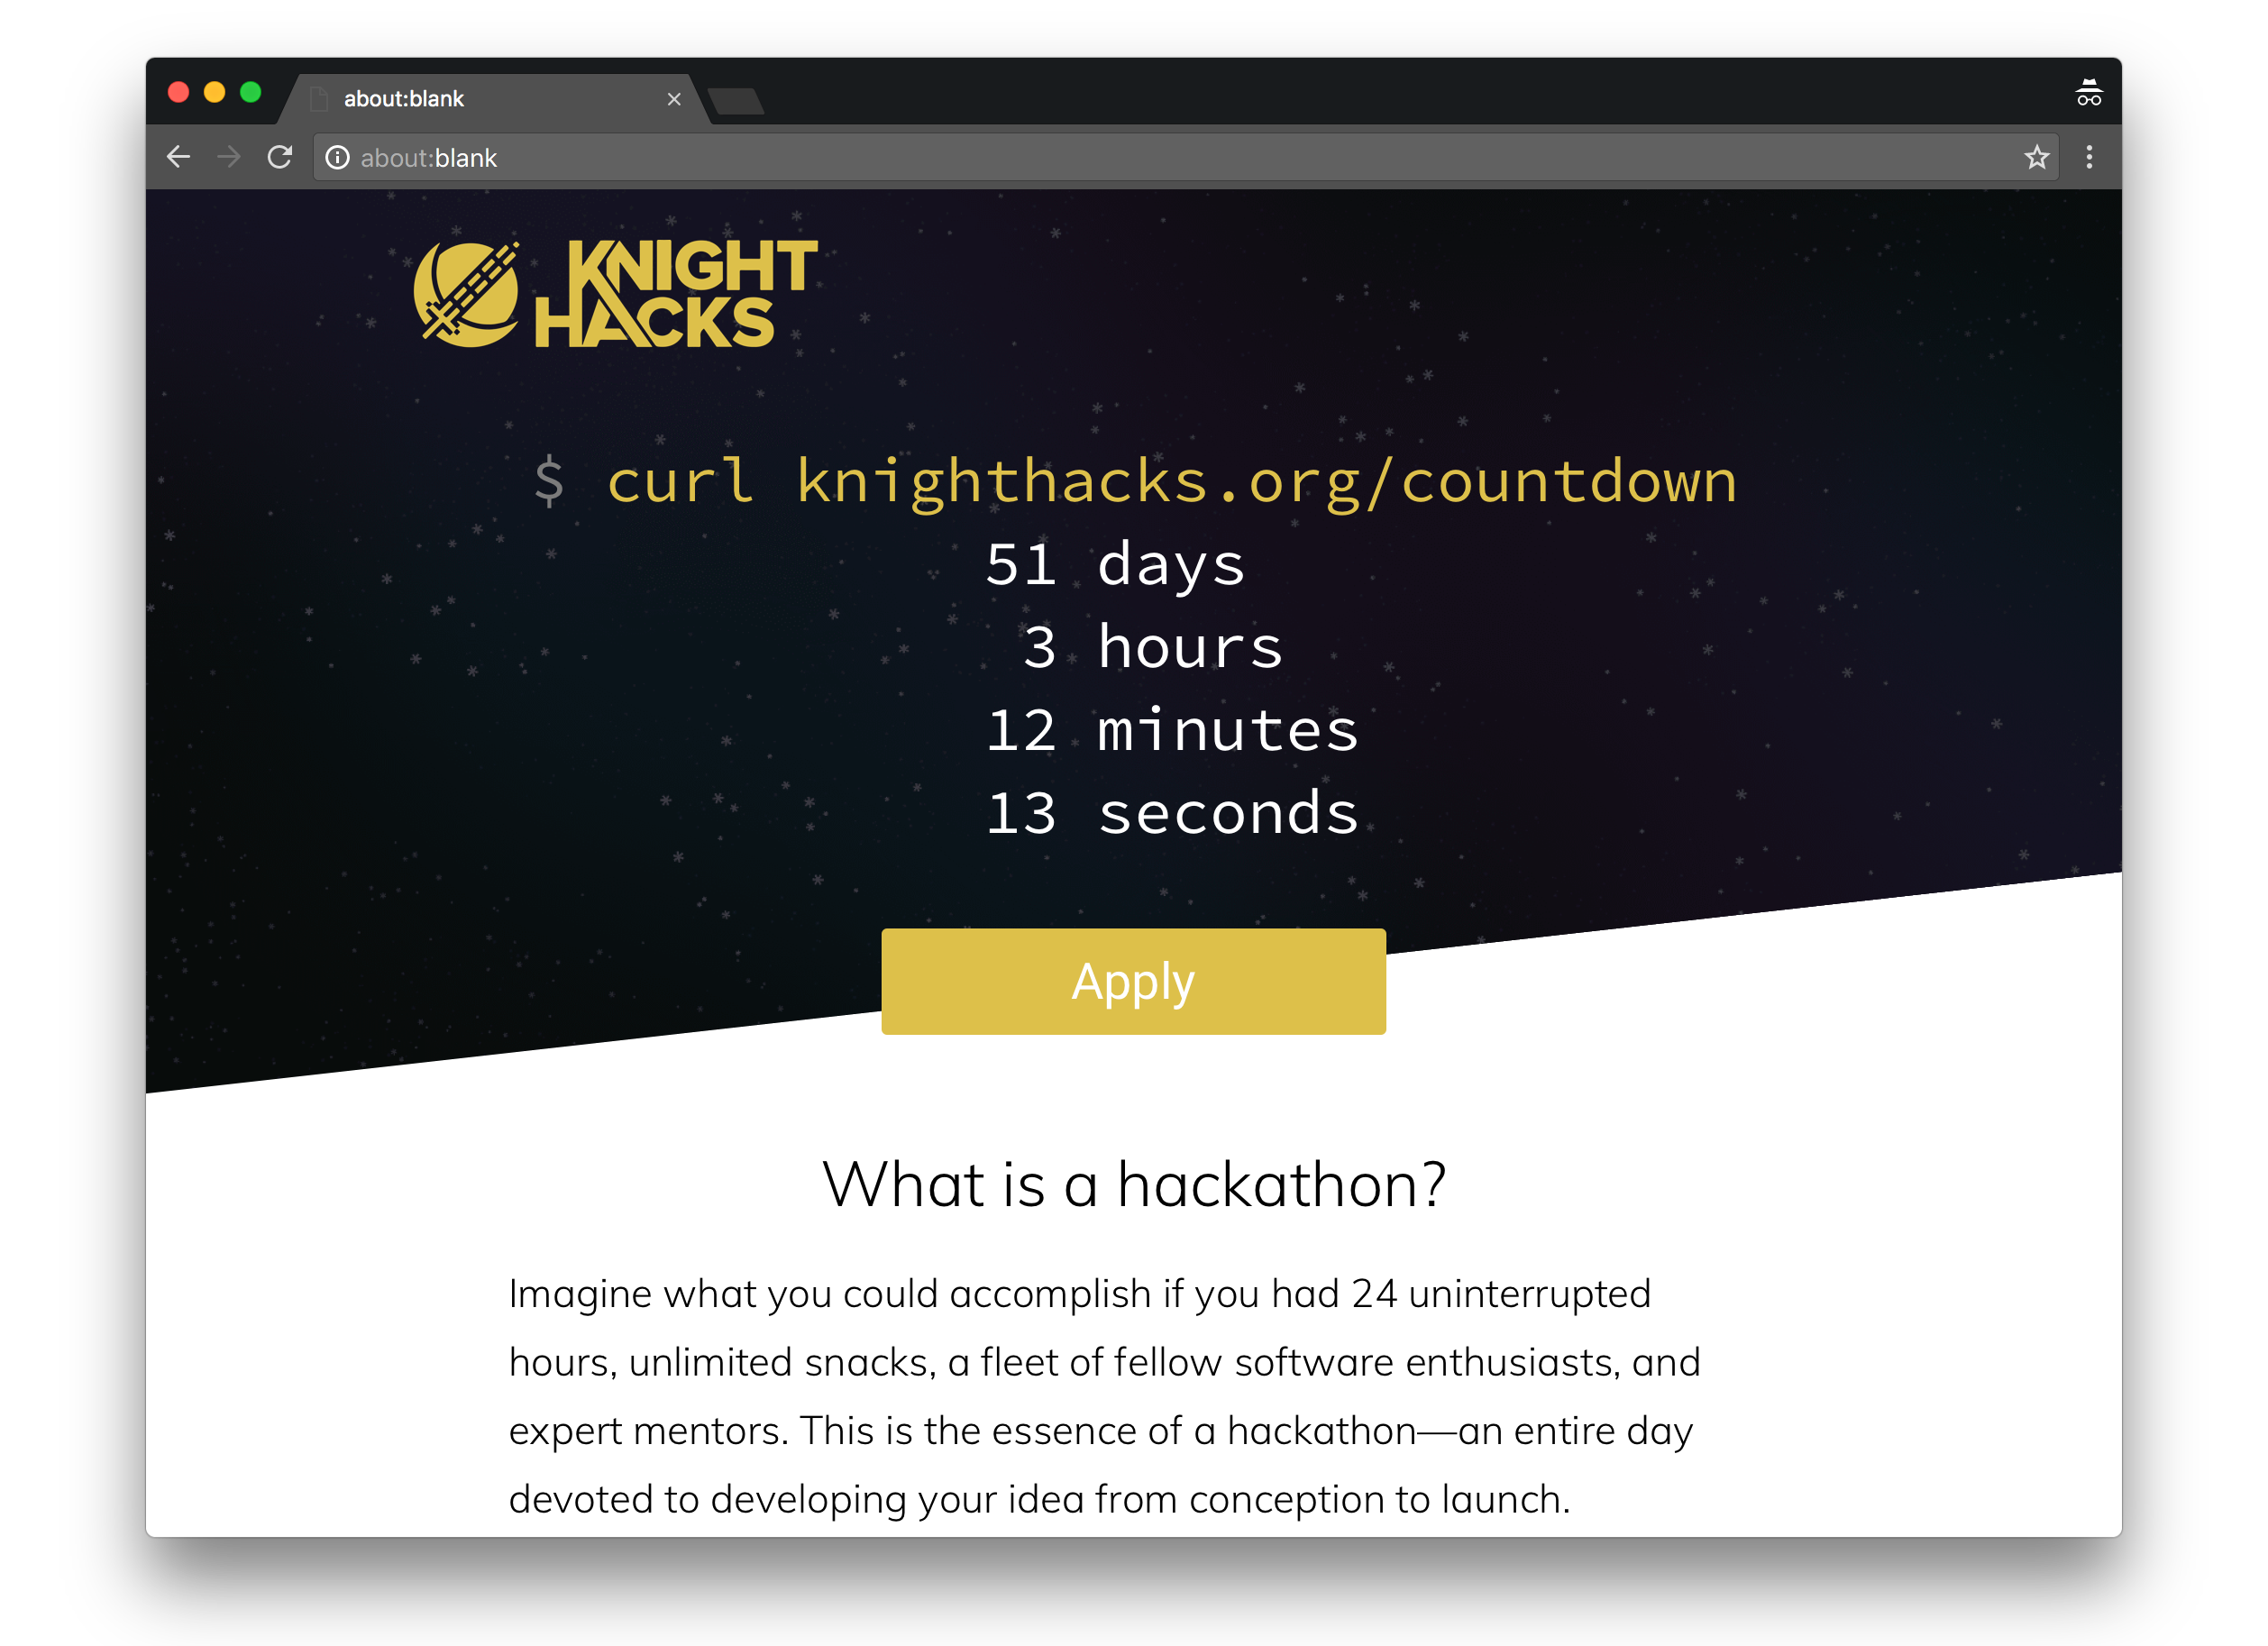 about:blank
about:blank
KNIGHT
HACKS
$ curl knighthacks.org/countdown
51 days
3 hours
12 minutes
13 seconds
Apply
What is a hackathon?
Imagine what you could accomplish if you had 24 uninterrupted
hours, unlimited snacks, a fleet of fellow software enthusiasts, and
expert mentors. This is the essence of a hackathon—an entire day
devoted to developing your idea from conception to launch.